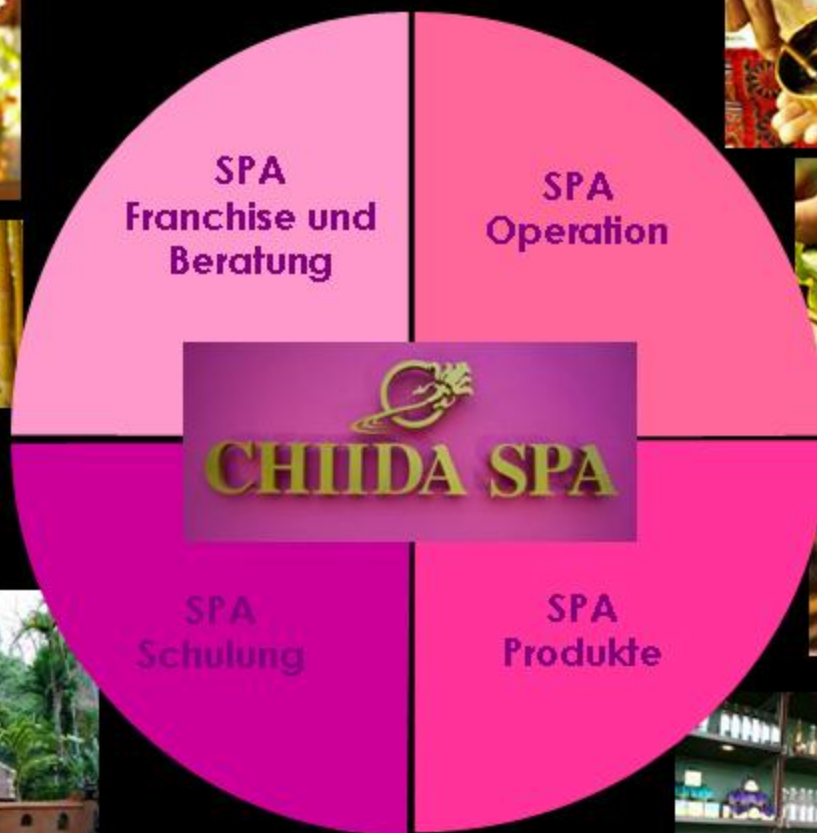 SPA
Franchise und
Beratung
SPA
Operation
CHIIDA SPA
SPA
Schulung
SPA
Produkte